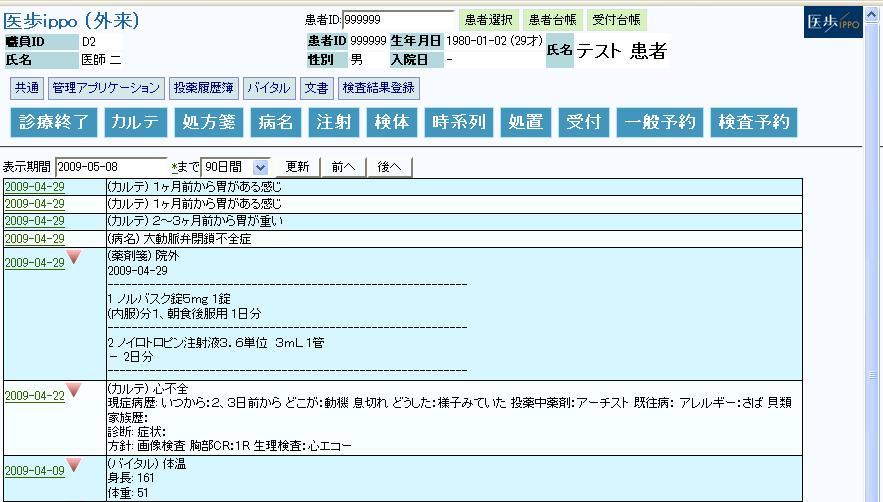 医歩ippo (外来)
患者ID:999999 患者選択 患者台帳 受付台帳
医歩IPPO
職員ID D2
患者ID 999999 生年月日 1980-01-02 (29才) 氏名 テスト 患者
氏名 医師 二
性別 男 入院日 -
共通 管理アプリケーション 投薬履歴簿 バイタル 文書 検査結果登録
診療終了 カルテ 処方箋 病名 注射 検体 時系列 処置 受付 一般予約 検査予約
表示期間 2009-05-08 *まで 90日間 更新 前へ 後へ
2009-04-29 (カルテ) 1ヶ月前から胃がある感じ
2009-04-29 (カルテ) 1ヶ月前から胃がある感じ
2009-04-29 (カルテ) 2～3ヶ月前から胃が重い
2009-04-29 (病名) 大動脈弁閉鎖不全症
2009-04-29 (薬剤箋) 院外
2009-04-29
------------------------------------------------------------
1 ノルバスク錠5mg 1錠
(内服)分1、朝食後服用 1日分
------------------------------------------------------------
2 ノイロトロピン注射液3.6単位 3mL 1管
－ 2日分
------------------------------------------------------------
2009-04-22 (カルテ) 心不全
現症病歴: いつから:2、3日前から どこが:動機 息切れ どうした:様子みていた 投薬中薬剤:アーチスト 既往病: アレルギー:さば 貝類
家族歴:
診断: 症状:
方針: 画像検査 胸部CR:1R 生理検査:心エコー
2009-04-09 (バイタル) 体温
身長: 161
体重: 51